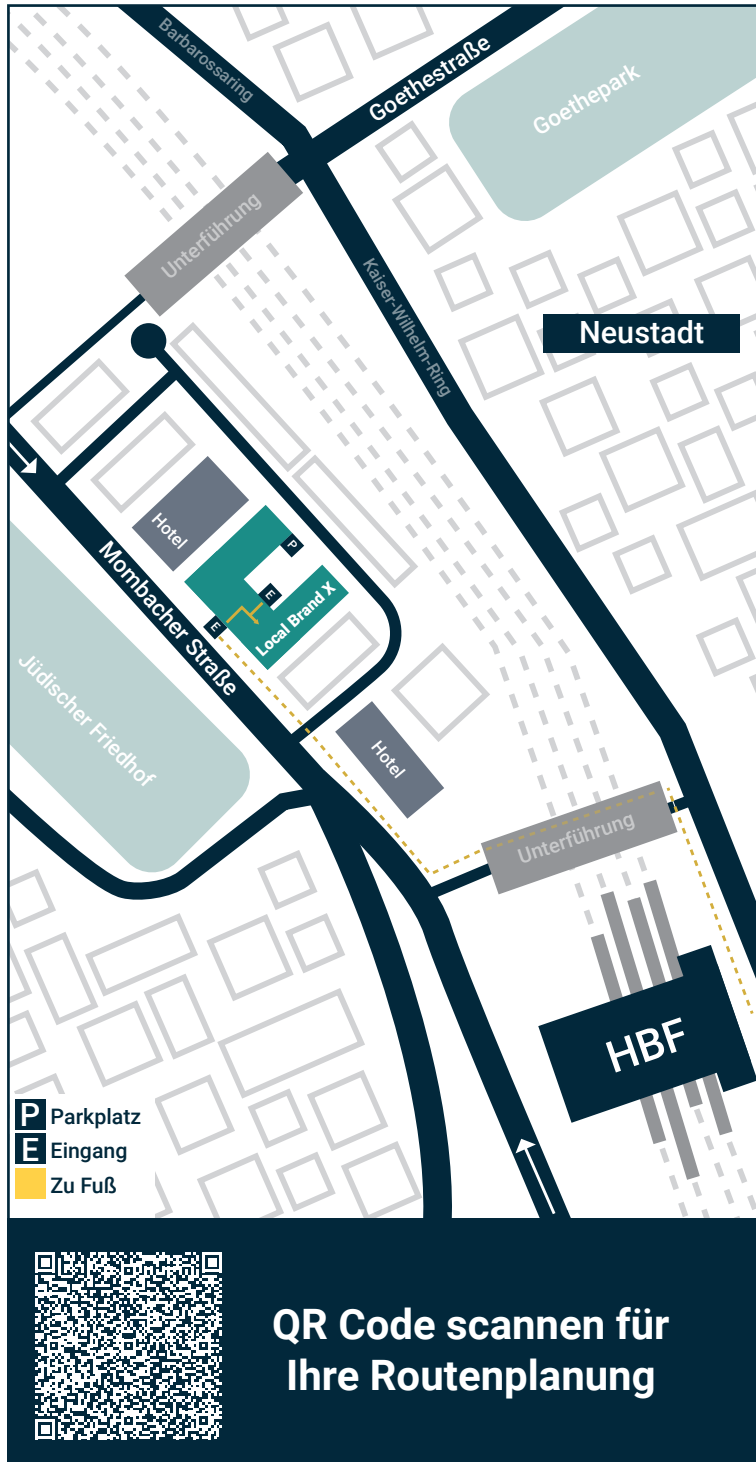 Barbarossaring
Goethestraße
Goethepark
Unterführung
Kaiser-Wilhelm-Ring
Neustadt
Hotel
P
E
E
Local Brand X
Mombacher Straße
Jüdischer Friedhof
Hotel
Unterführung
HBF
P Parkplatz
E Eingang
Zu Fuß
QR Code scannen für
Ihre Routenplanung